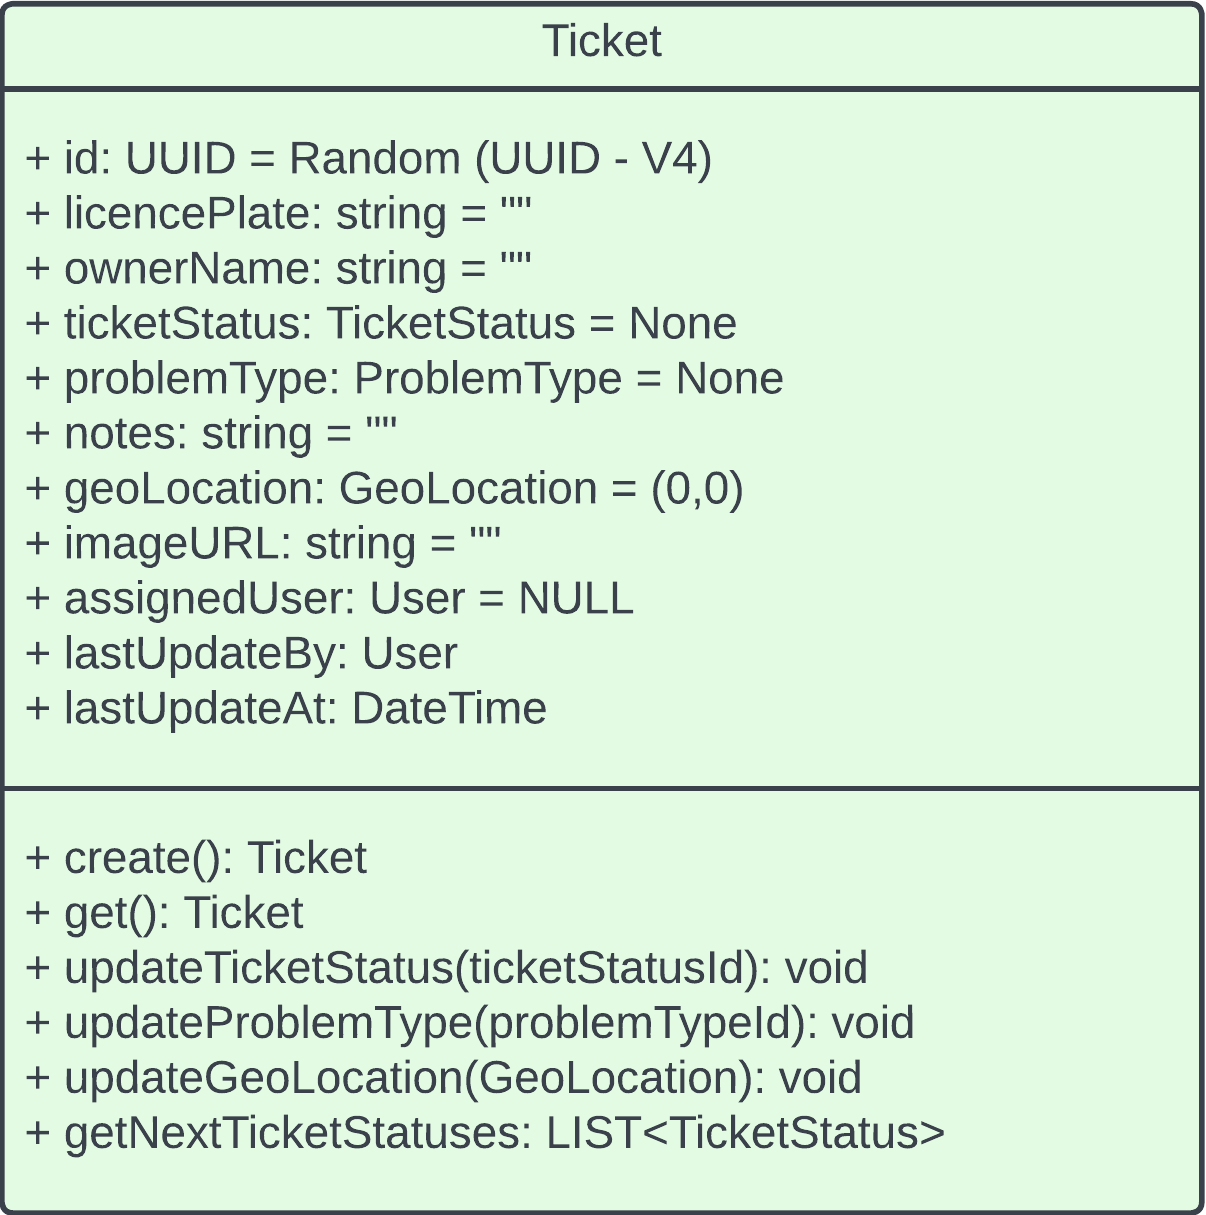 Ticket
+ id: UUID = Random (UUID - V4)
+ licencePlate: string = ""
+ ownerName: string = ""
+ ticketStatus: TicketStatus = None
+ problemType: ProblemType = None
+ notes: string = ""
+ geoLocation: GeoLocation = (0,0)
+ imageURL: string = ""
+ assignedUser: User = NULL
+ lastUpdateBy: User
+ lastUpdateAt: DateTime
+ create(): Ticket
+ get(): Ticket
+ updateTicketStatus(ticketStatusId): void
+ updateProblemType(problemTypeId): void
+ updateGeoLocation(GeoLocation): void
+ getNextTicketStatuses: LIST<TicketStatus>